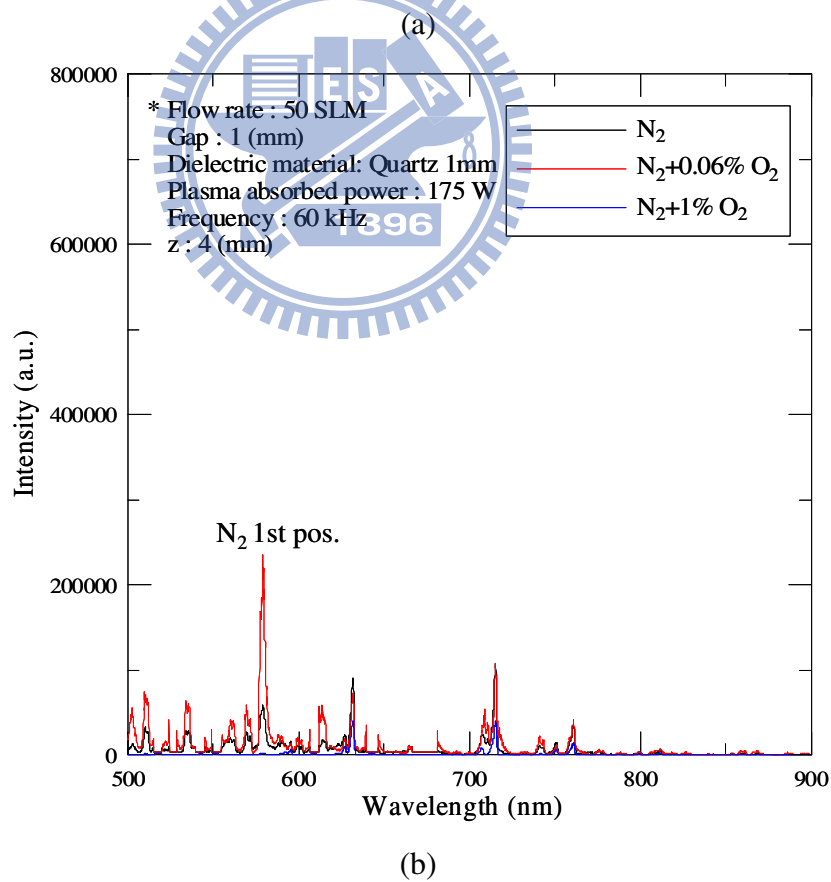 (a)
800000
600000
400000
200000
0
Intensity (a.u.)
* Flow rate : 50 SLM
Gap : 1 (mm)
Dielectric material: Quartz 1mm
Plasma absorbed power : 175 W
Frequency : 60 kHz
z : 4 (mm)
E S A
1896
N₂
N₂+0.06% O₂
N₂+1% O₂
N₂ 1st pos.
500 600 700 800 900
Wavelength (nm)
(b)